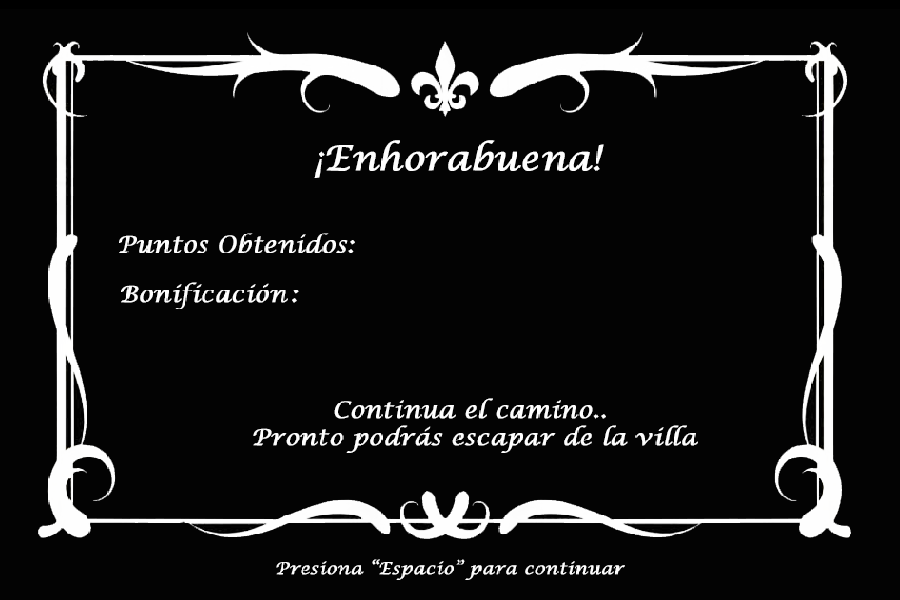 ¡Enhorabuena!
Puntos Obtenidos:
Bonificación:
Continua el camino..
Pronto podrás escapar de la villa
Presiona “Espacio” para continuar